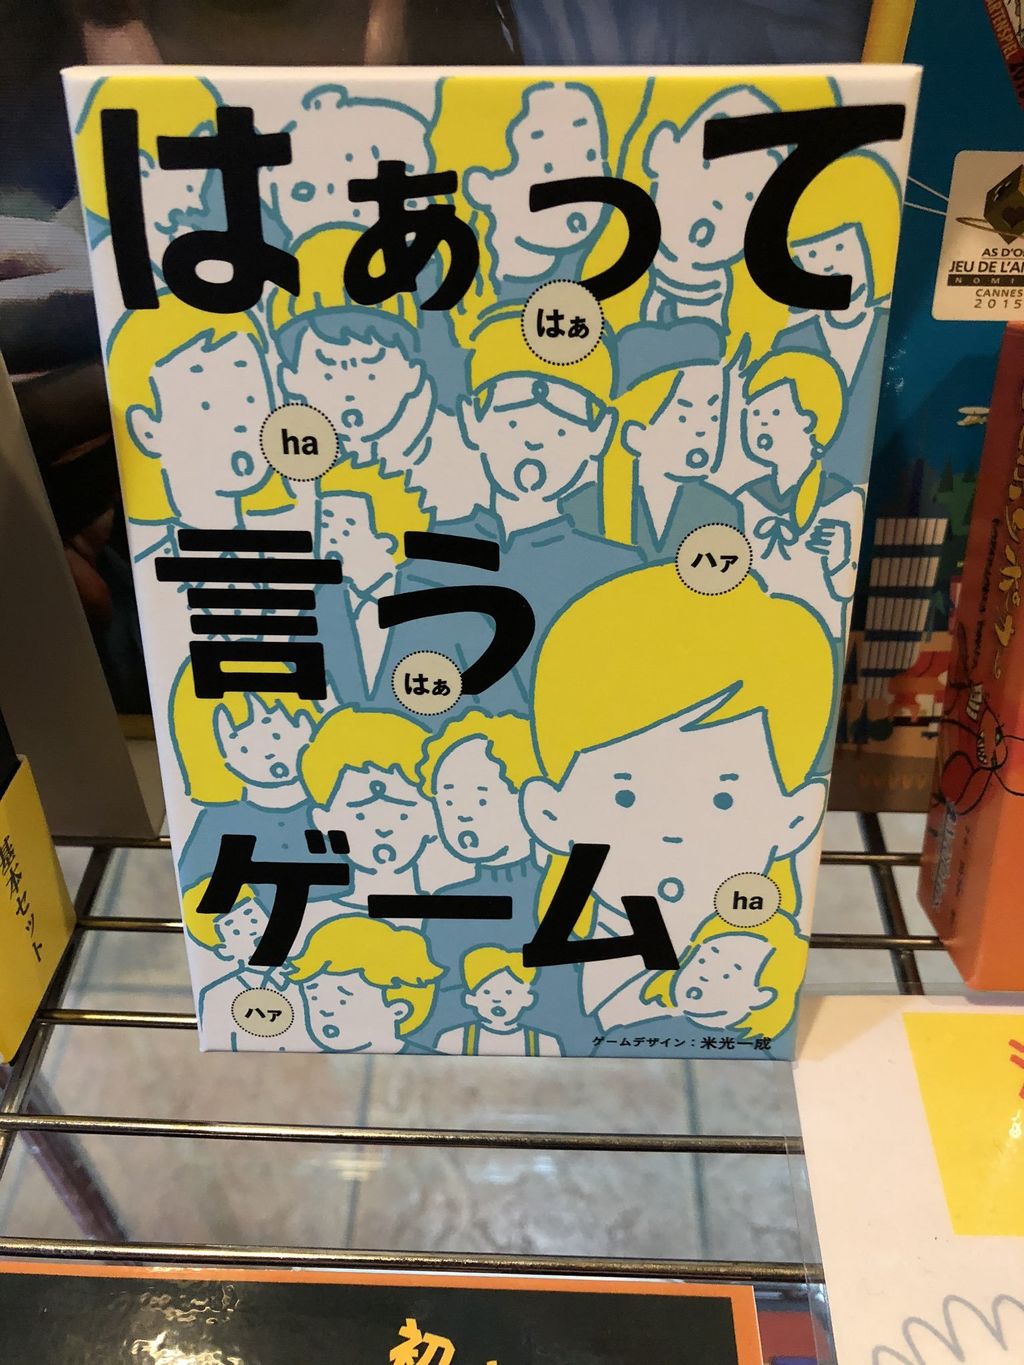 はぁって
はぁ
ha
ハァ
言う
はぁ
ゲーム
ha
ハァ
ゲームデザイン：米光一成
AS D'O
JEU DE L'A
NOMI
CANNES
2015
基本セット
初